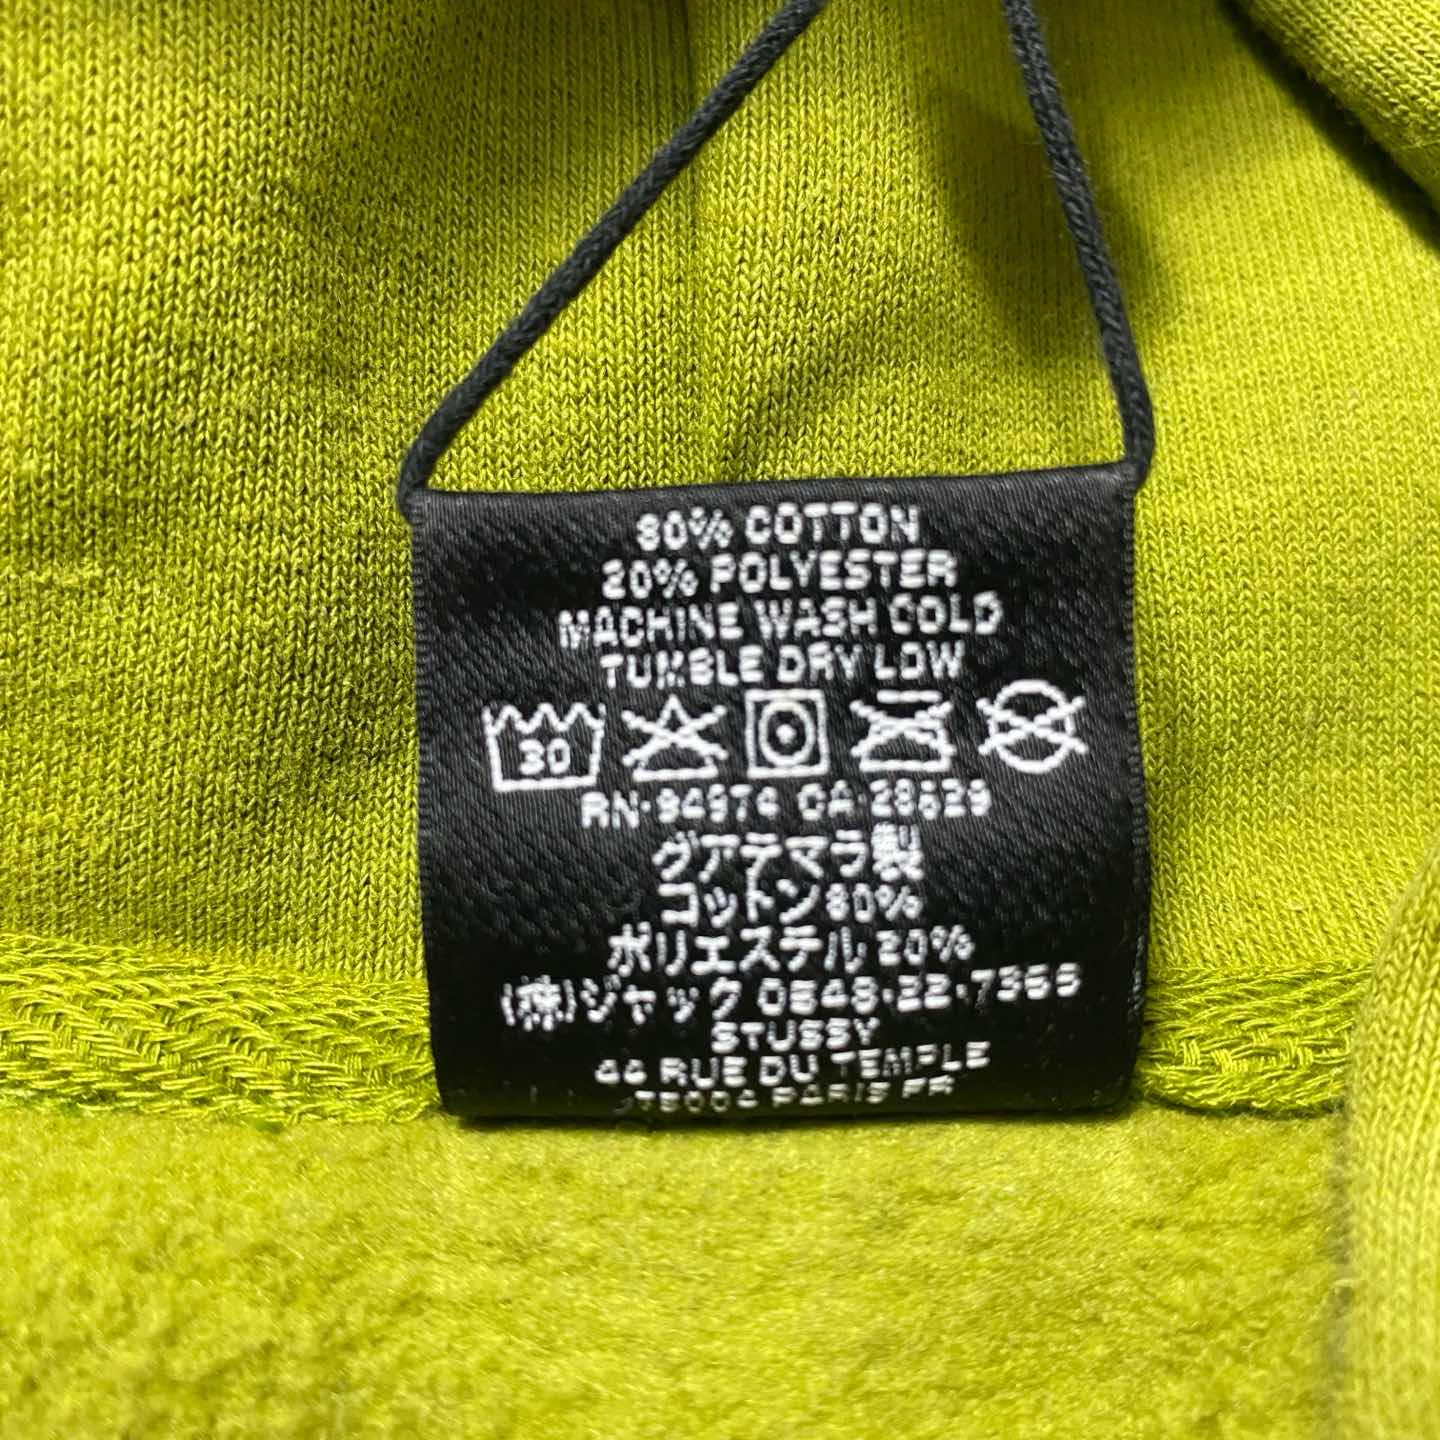 80% COTTON
20% POLYESTER
MACHINE WASH COLD
TUMBLE DRY LOW
30
RN·94974 CA·28629
グアテマラ製
コットン80%
ポリエステル 20%
(株)ジャック 0548·22·7366
STUSSY
44 RUE DU TEMPLE
75004 PARIS FR